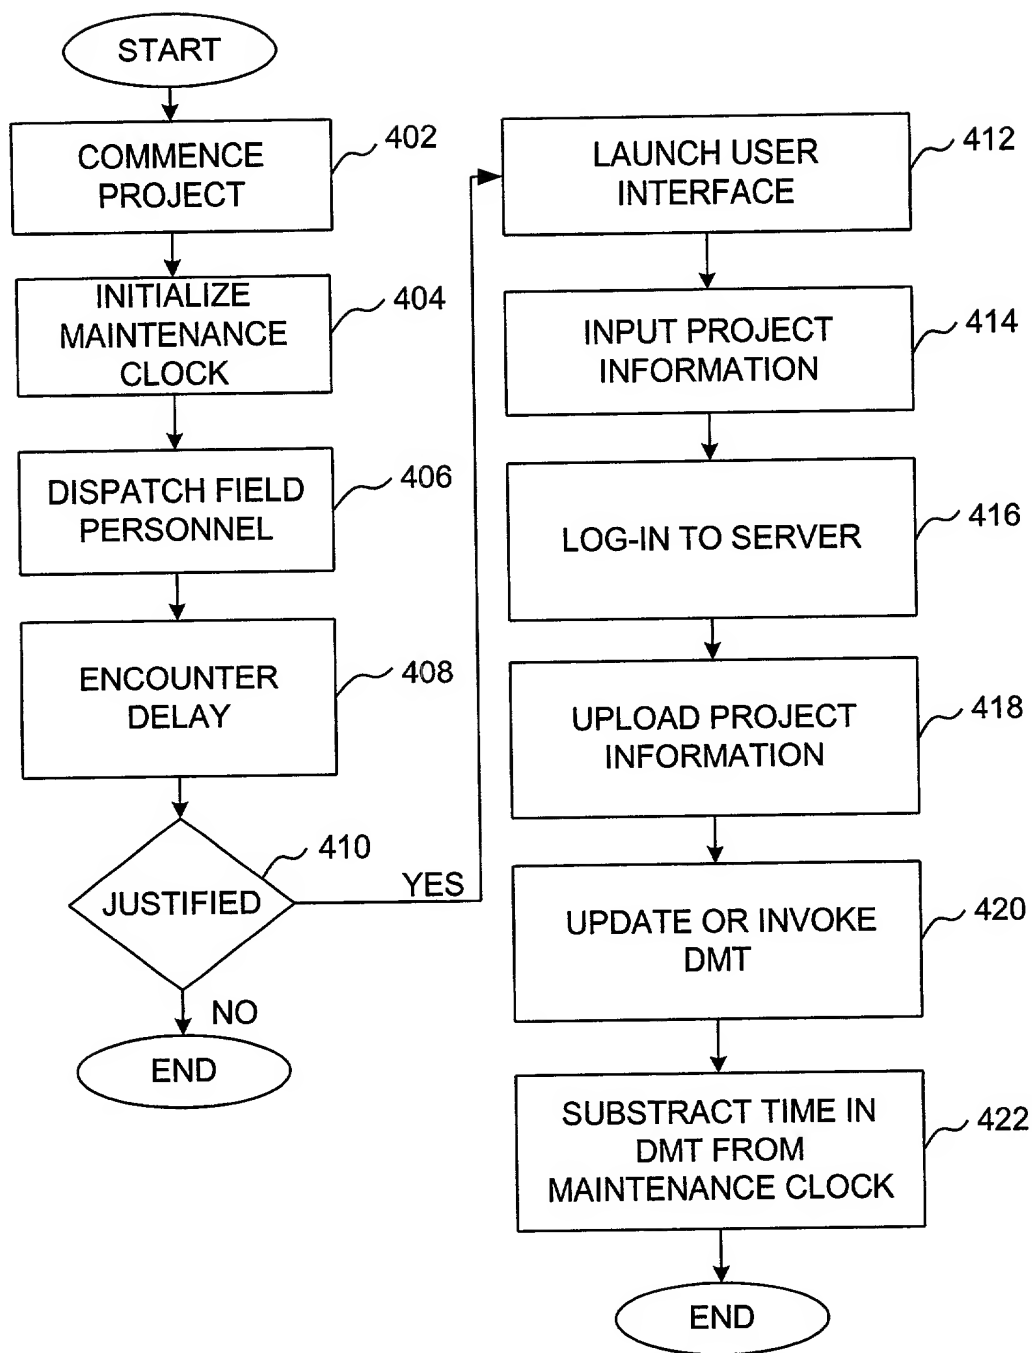 START
COMMENCE
PROJECT
402
INITIALIZE
MAINTENANCE
CLOCK
404
DISPATCH FIELD
PERSONNEL
406
ENCOUNTER
DELAY
408
JUSTIFIED
410
YES
NO
END
LAUNCH USER
INTERFACE
412
INPUT PROJECT
INFORMATION
414
LOG-IN TO SERVER
416
UPLOAD PROJECT
INFORMATION
418
UPDATE OR INVOKE
DMT
420
SUBSTRACT TIME IN
DMT FROM
MAINTENANCE CLOCK
422
END